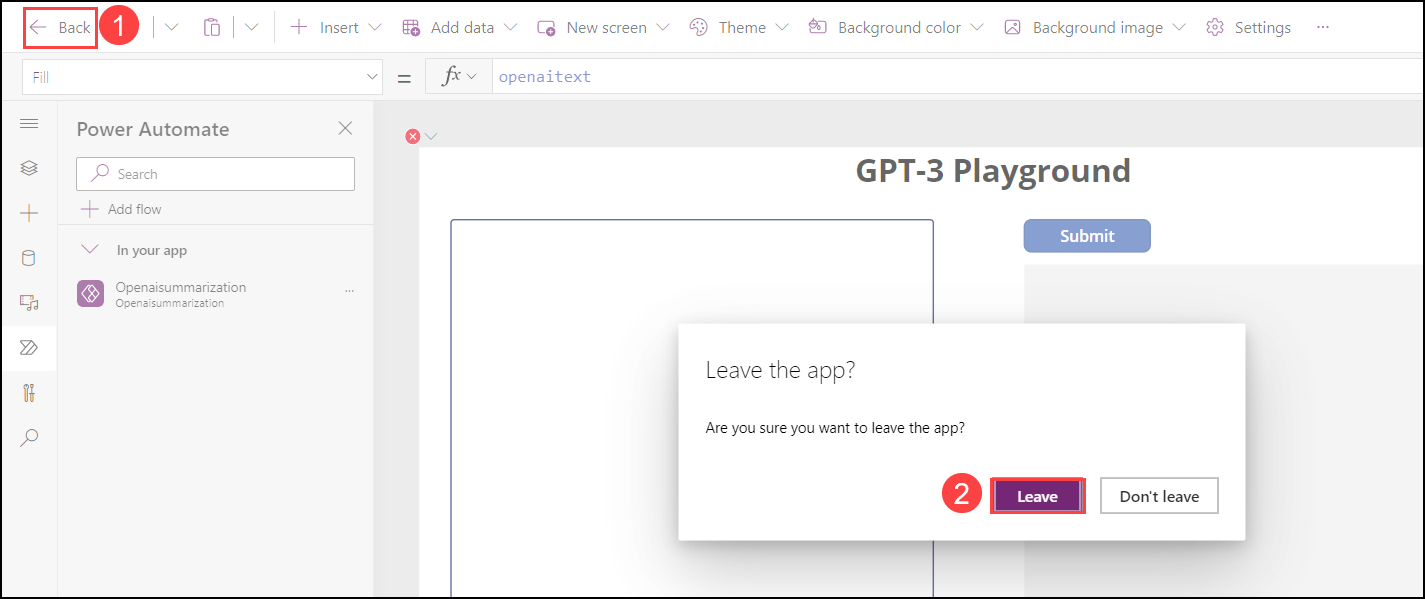 Back 1 Insert Add data New screen Theme Background color Background image Settings ...
Fill = fx openaitext
Power Automate
Search
Add flow
In your app
Openaisummarization ...
Openaisummarization
GPT-3 Playground
Submit
Leave the app?
Are you sure you want to leave the app?
2 Leave Don't leave